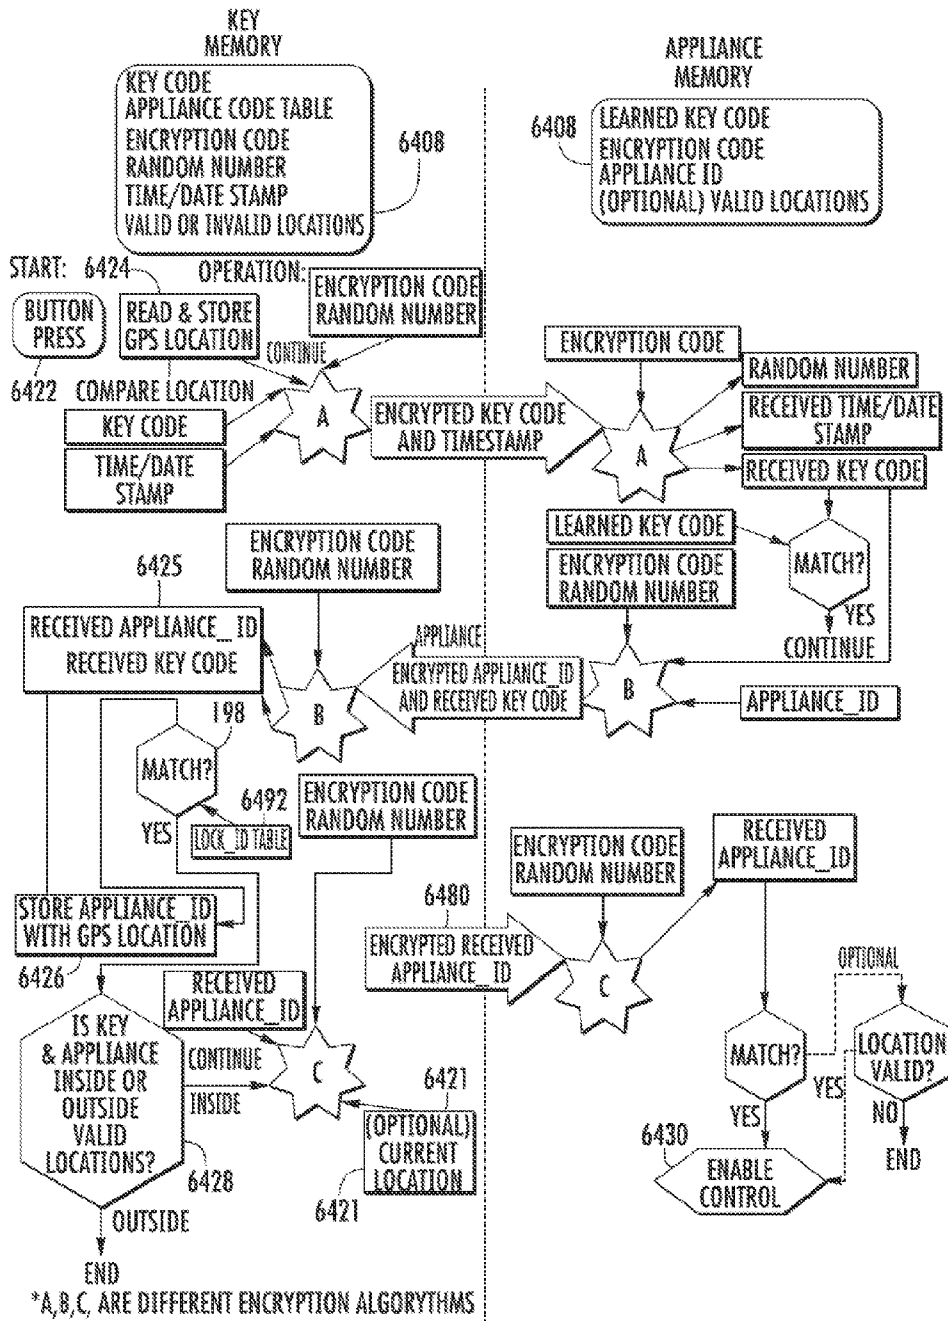 KEY
MEMORY
KEY CODE
APPLIANCE CODE TABLE
ENCRYPTION CODE
RANDOM NUMBER
TIME/DATE STAMP
VALID OR INVALID LOCATIONS
6408
APPLIANCE
MEMORY
6408
LEARNED KEY CODE
ENCRYPTION CODE
APPLIANCE ID
(OPTIONAL) VALID LOCATIONS
START: 6424
OPERATION:
BUTTON
PRESS
6422
READ & STORE
GPS LOCATION
COMPARE LOCATION
CONTINUE
ENCRYPTION CODE
RANDOM NUMBER
KEY CODE
TIME/DATE
STAMP
A
ENCRYPTED KEY CODE
AND TIMESTAMP
ENCRYPTION CODE
A
RANDOM NUMBER
RECEIVED TIME/DATE
STAMP
RECEIVED KEY CODE
LEARNED KEY CODE
MATCH?
YES
CONTINUE
ENCRYPTION CODE
RANDOM NUMBER
B
APPLIANCE_ID
APPLIANCE
ENCRYPTED APPLIANCE_ID
AND RECEIVED KEY CODE
ENCRYPTION CODE
RANDOM NUMBER
B
6425
RECEIVED APPLIANCE_ID
RECEIVED KEY CODE
198
MATCH?
YES
6492
LOCK_ID TABLE
ENCRYPTION CODE
RANDOM NUMBER
STORE APPLIANCE_ID
WITH GPS LOCATION
6426
RECEIVED
APPLIANCE_ID
IS KEY
& APPLIANCE
INSIDE OR
OUTSIDE
VALID
LOCATIONS?
6428
CONTINUE
INSIDE
C
6421
(OPTIONAL)
CURRENT
LOCATION
6421
OUTSIDE
END
6480
ENCRYPTED RECEIVED
APPLIANCE_ID
ENCRYPTION CODE
RANDOM NUMBER
C
RECEIVED
APPLIANCE_ID
OPTIONAL
MATCH?
YES
YES
LOCATION
VALID?
NO
END
6430
ENABLE
CONTROL
*A,B,C, ARE DIFFERENT ENCRYPTION ALGORYTHMS